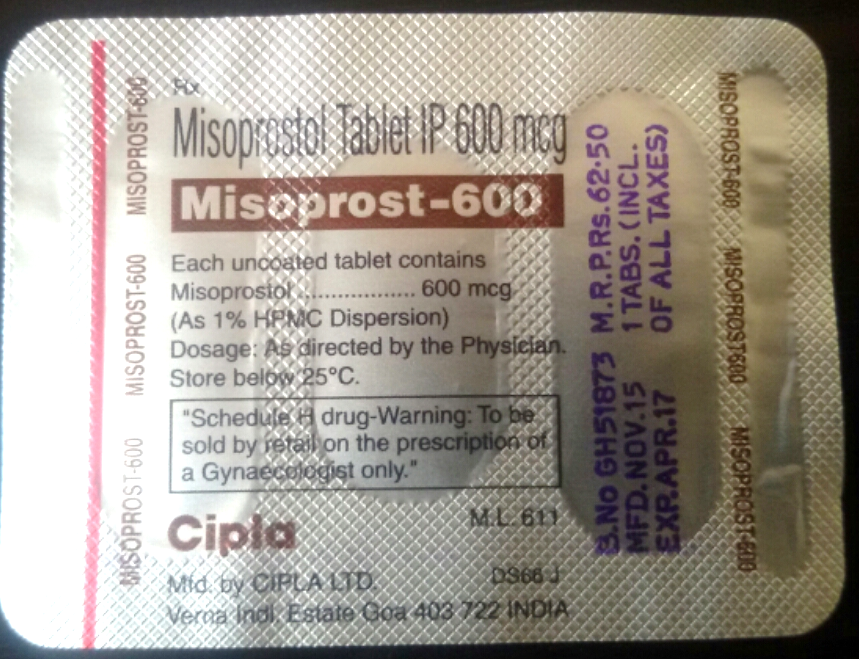 Rx
Misoprostol Tablet IP 600 mcg
Misoprost-600
Each uncoated tablet contains
Misoprostol ................. 600 mcg
(As 1% HPMC Dispersion)
Dosage: As directed by the Physician.
Store below 25°C.
"Schedule H drug-Warning: To be
sold by retail on the prescription of
a Gynaecologist only."
Cipla
M.L. 611
Mfd. by CIPLA LTD.
DS66 J
Verna Indl. Estate Goa 403 722 INDIA
MISOPROST-600
MISOPROST-600
MISOPROST-600
B.No GH51873 M.R.P.Rs.62·50
MFD.NOV.15 1 TABS.(INCL.
EXP.APR.17 OF ALL TAXES)
MISOPROST-600
MISOPROST600
MISOPROST-600